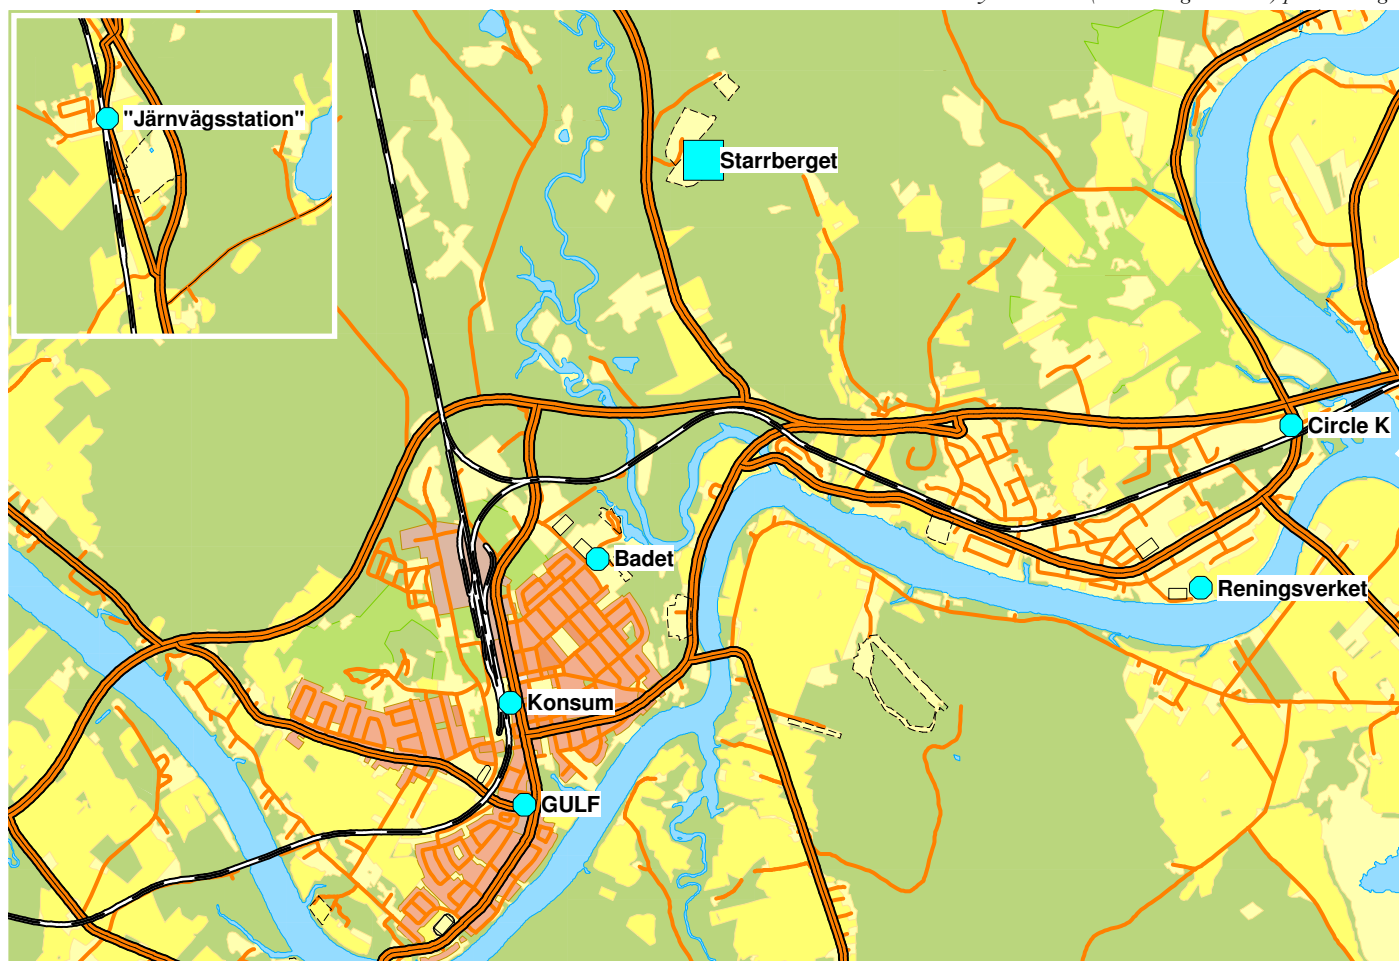 "Järnvägsstation"
Starrberget
Circle K
Badet
Reningsverket
Konsum
GULF